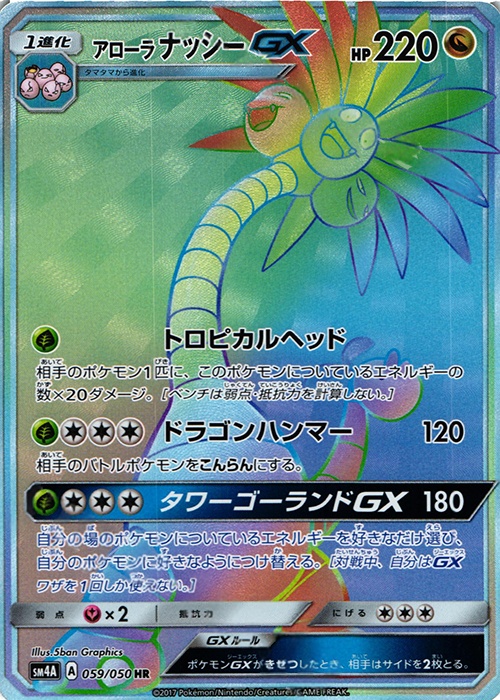 1進化 アローラ ナッシーGX HP220
タマタマから進化
トロピカルヘッド
相手のポケモン1匹に、このポケモンについているエネルギーの
数×20ダメージ。[ベンチは弱点・抵抗力を計算しない。]
ドラゴンハンマー 120
相手のバトルポケモンをこんらんにする。
タワーゴーランドGX 180
自分の場のポケモンについているエネルギーを好きなだけ選び、
自分のポケモンに好きなようにつけ替える。[対戦中、自分はGX
ワザを1回しか使えない。]
弱点 ×2 抵抗力 にげる
Illus.5ban Graphics
GXルール
SM4A A 059/050 HR
ポケモンGXがきぜつしたとき、相手はサイドを2枚とる。
©2017 Pokémon/Nintendo/Creatures/GAME FREAK.